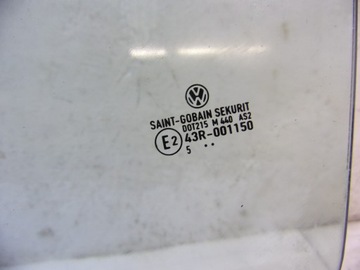 SAINT-GOBAIN SEKURIT
DOT215 M 440 AS2
E2 43R-001150
5 ..